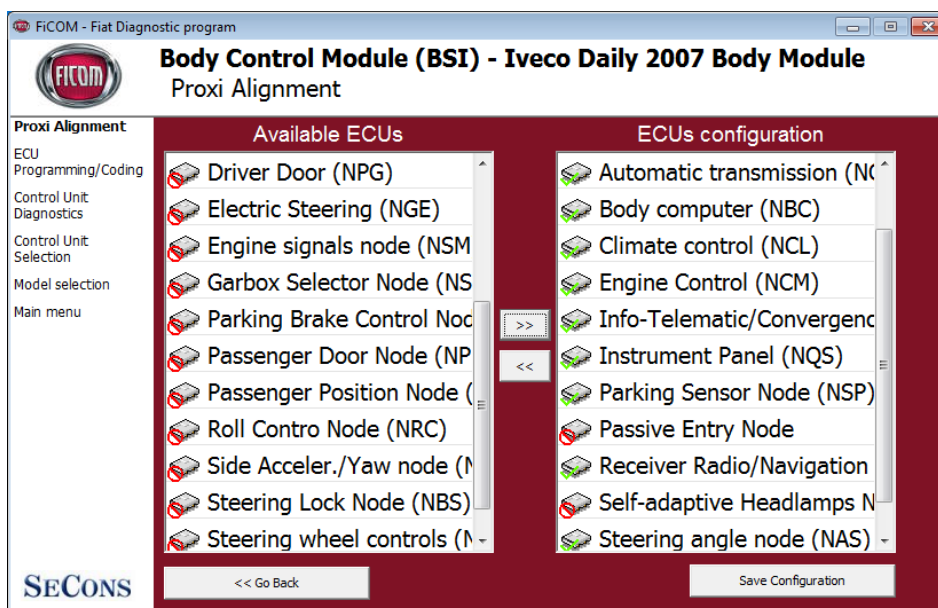 FiCOM - Fiat Diagnostic program
FICOM
Body Control Module (BSI) - Iveco Daily 2007 Body Module
Proxi Alignment
Proxi Alignment
ECU
Programming/Coding
Control Unit
Diagnostics
Control Unit
Selection
Model selection
Main menu
Available ECUs
Driver Door (NPG)
Electric Steering (NGE)
Engine signals node (NSM
Garbox Selector Node (NS
Parking Brake Control Nod
Passenger Door Node (NP
Passenger Position Node (
Roll Contro Node (NRC)
Side Acceler./Yaw node (N
Steering Lock Node (NBS)
Steering wheel controls (N
>>
<<
ECUs configuration
Automatic transmission (NC
Body computer (NBC)
Climate control (NCL)
Engine Control (NCM)
Info-Telematic/Convergenc
Instrument Panel (NQS)
Parking Sensor Node (NSP)
Passive Entry Node
Receiver Radio/Navigation
Self-adaptive Headlamps N
Steering angle node (NAS)
SECONS
<< Go Back
Save Configuration